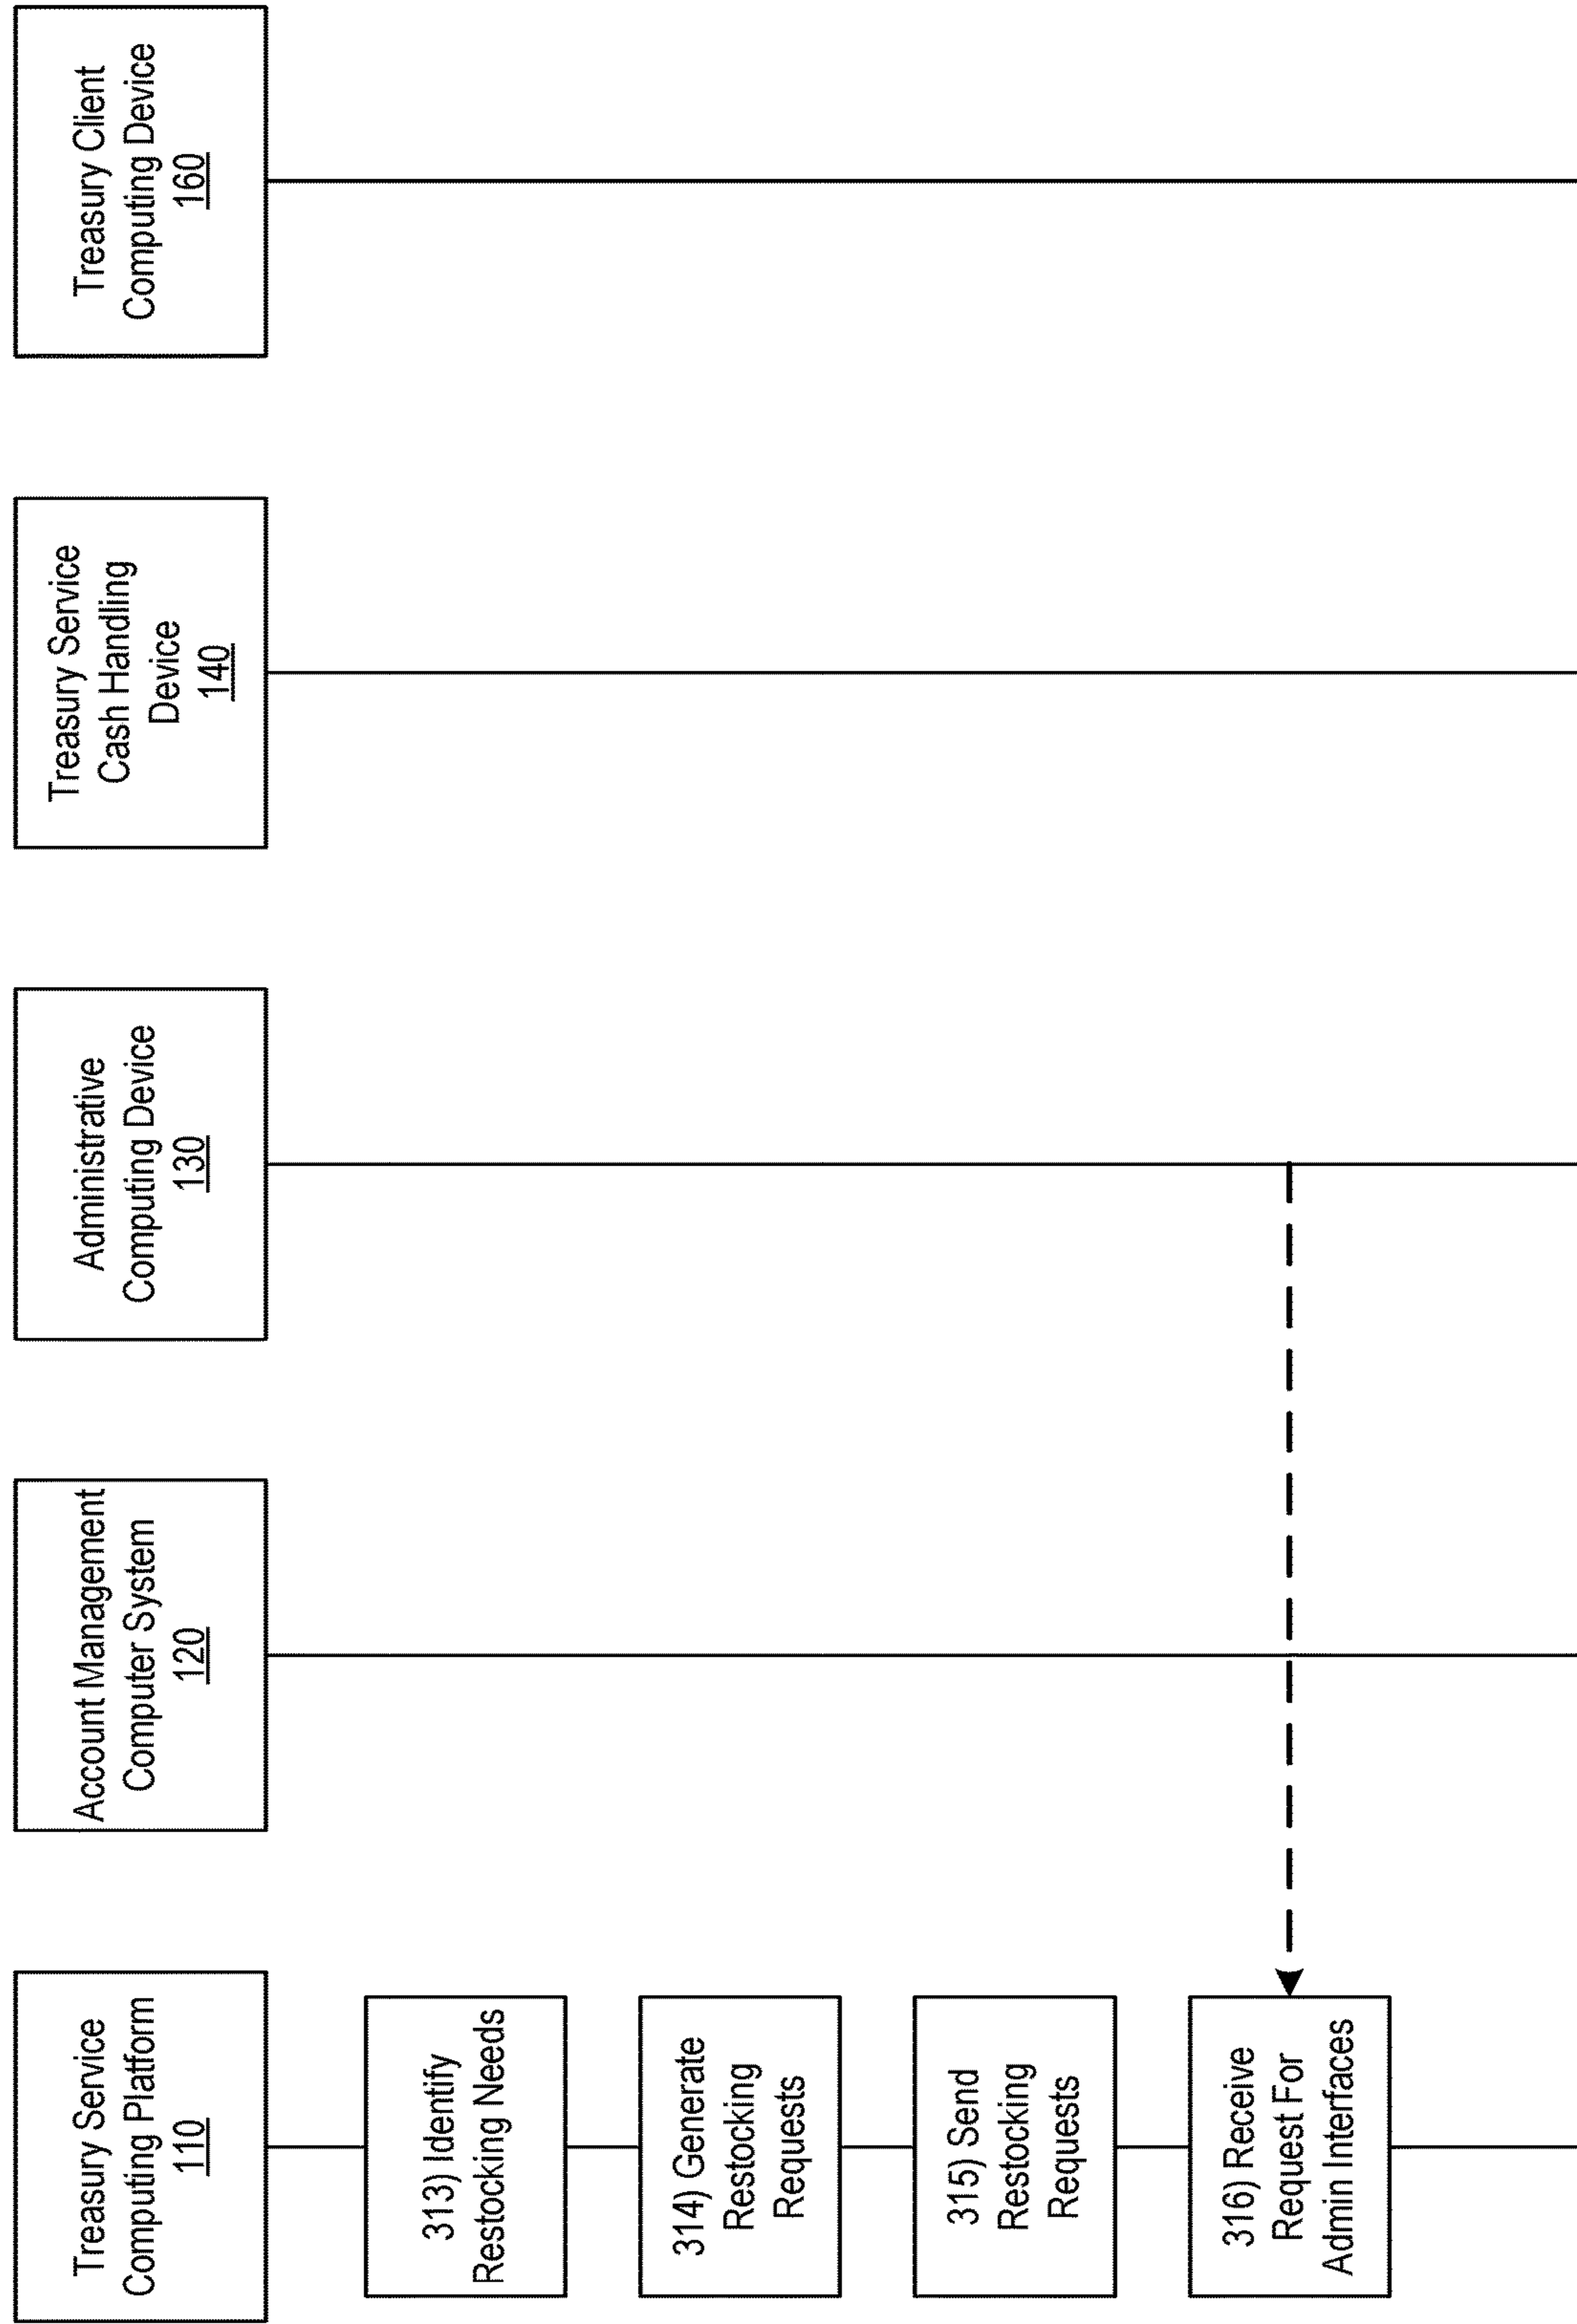 Treasury Service
Computing Platform
110
Account Management
Computer System
120
Administrative
Computing Device
130
Treasury Service
Cash Handling
Device
140
Treasury Client
Computing Device
160
313) Identify
Restocking Needs
314) Generate
Restocking
Requests
315) Send
Restocking
Requests
316) Receive
Request For
Admin Interfaces